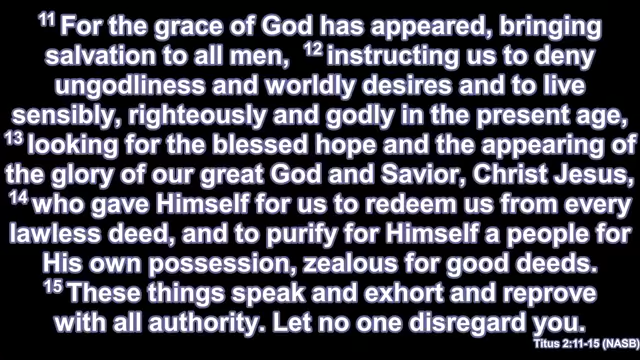 11 For the grace of God has appeared, bringing
salvation to all men, 12 instructing us to deny
ungodliness and worldly desires and to live
sensibly, righteously and godly in the present age,
13 looking for the blessed hope and the appearing of
the glory of our great God and Savior, Christ Jesus,
14 who gave Himself for us to redeem us from every
lawless deed, and to purify for Himself a people for
His own possession, zealous for good deeds.
15 These things speak and exhort and reprove
with all authority. Let no one disregard you.
Titus 2:11-15 (NASB)